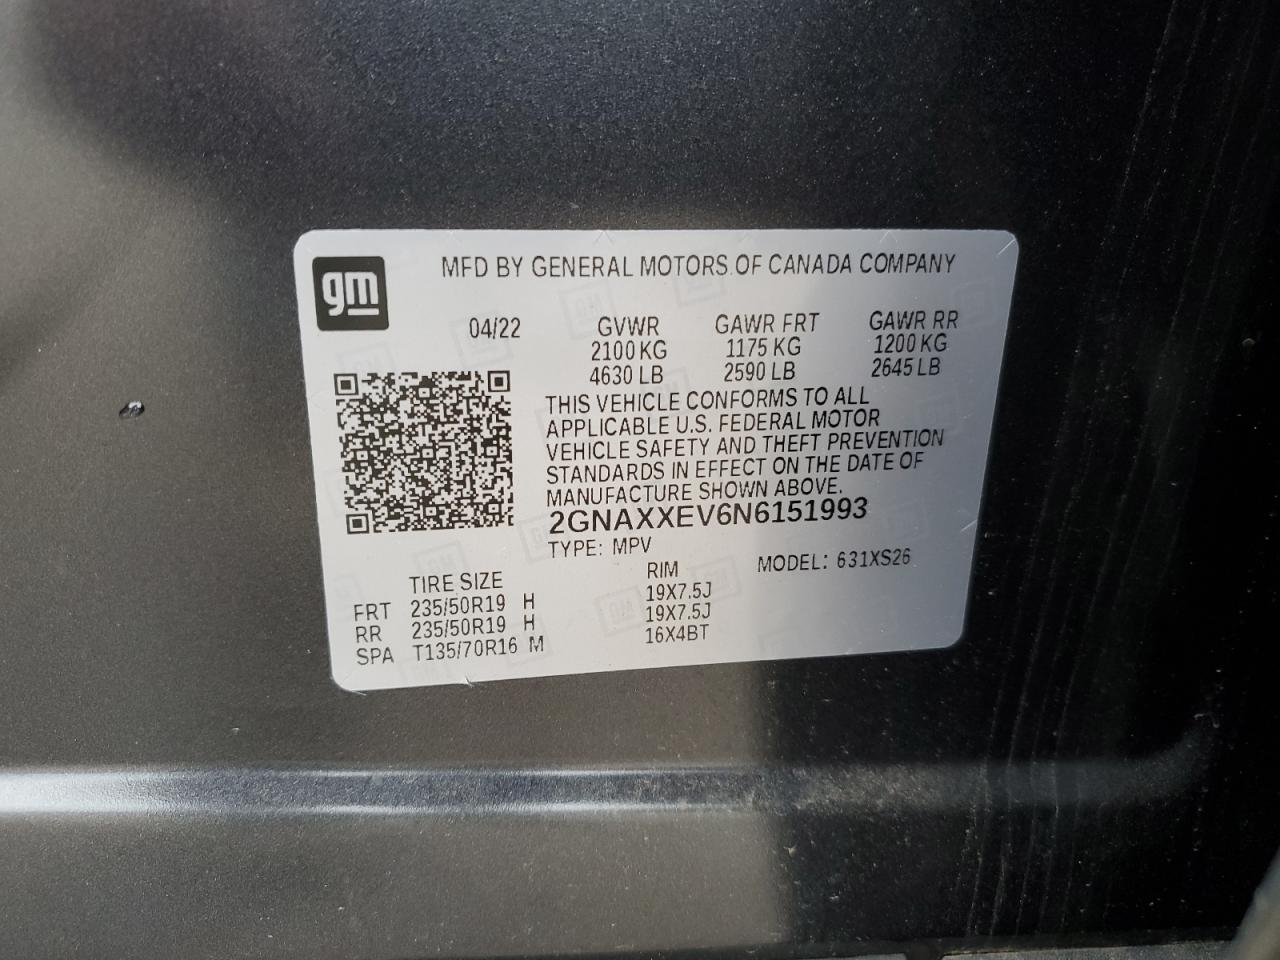 gm
MFD BY GENERAL MOTORS OF CANADA COMPANY
04/22 GVWR GAWR FRT GAWR RR
2100 KG 1175 KG 1200 KG
4630 LB 2590 LB 2645 LB
THIS VEHICLE CONFORMS TO ALL
APPLICABLE U.S. FEDERAL MOTOR
VEHICLE SAFETY AND THEFT PREVENTION
STANDARDS IN EFFECT ON THE DATE OF
MANUFACTURE SHOWN ABOVE.
2GNAXXEV6N6151993
TYPE: MPV MODEL: 631XS26
TIRE SIZE RIM
FRT 235/50R19 H 19X7.5J
RR 235/50R19 H 19X7.5J
SPA T135/70R16 M 16X4BT